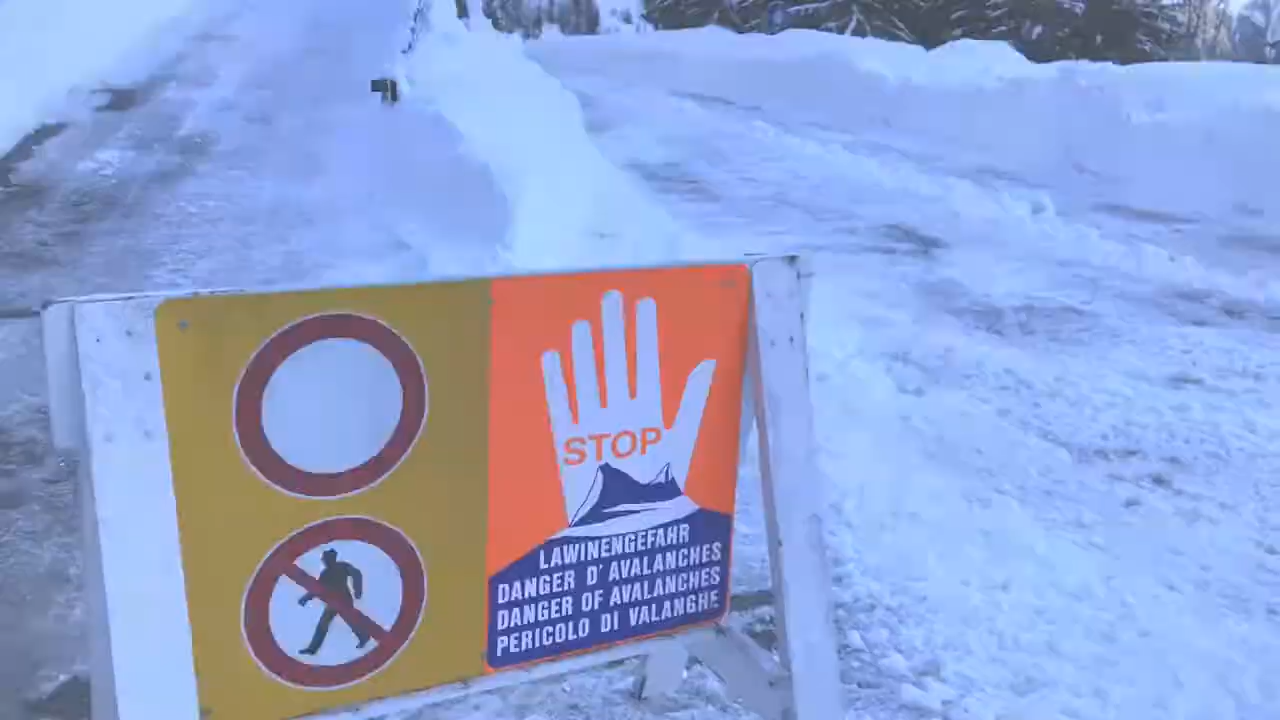 STOP
LAWINENGEFAHR
DANGER D'AVALANCHES
DANGER OF AVALANCHES
PERICOLO DI VALANGHE